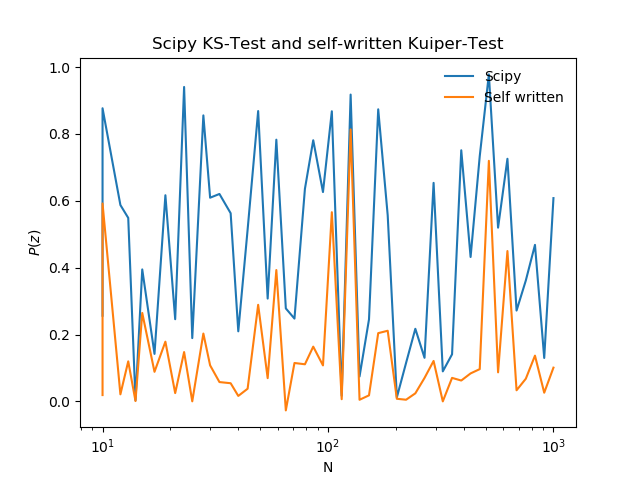 Scipy KS-Test and self-written Kuiper-Test
Scipy
Self written
P(z)
1.0
0.8
0.6
0.4
0.2
0.0
10¹
10²
10³
N